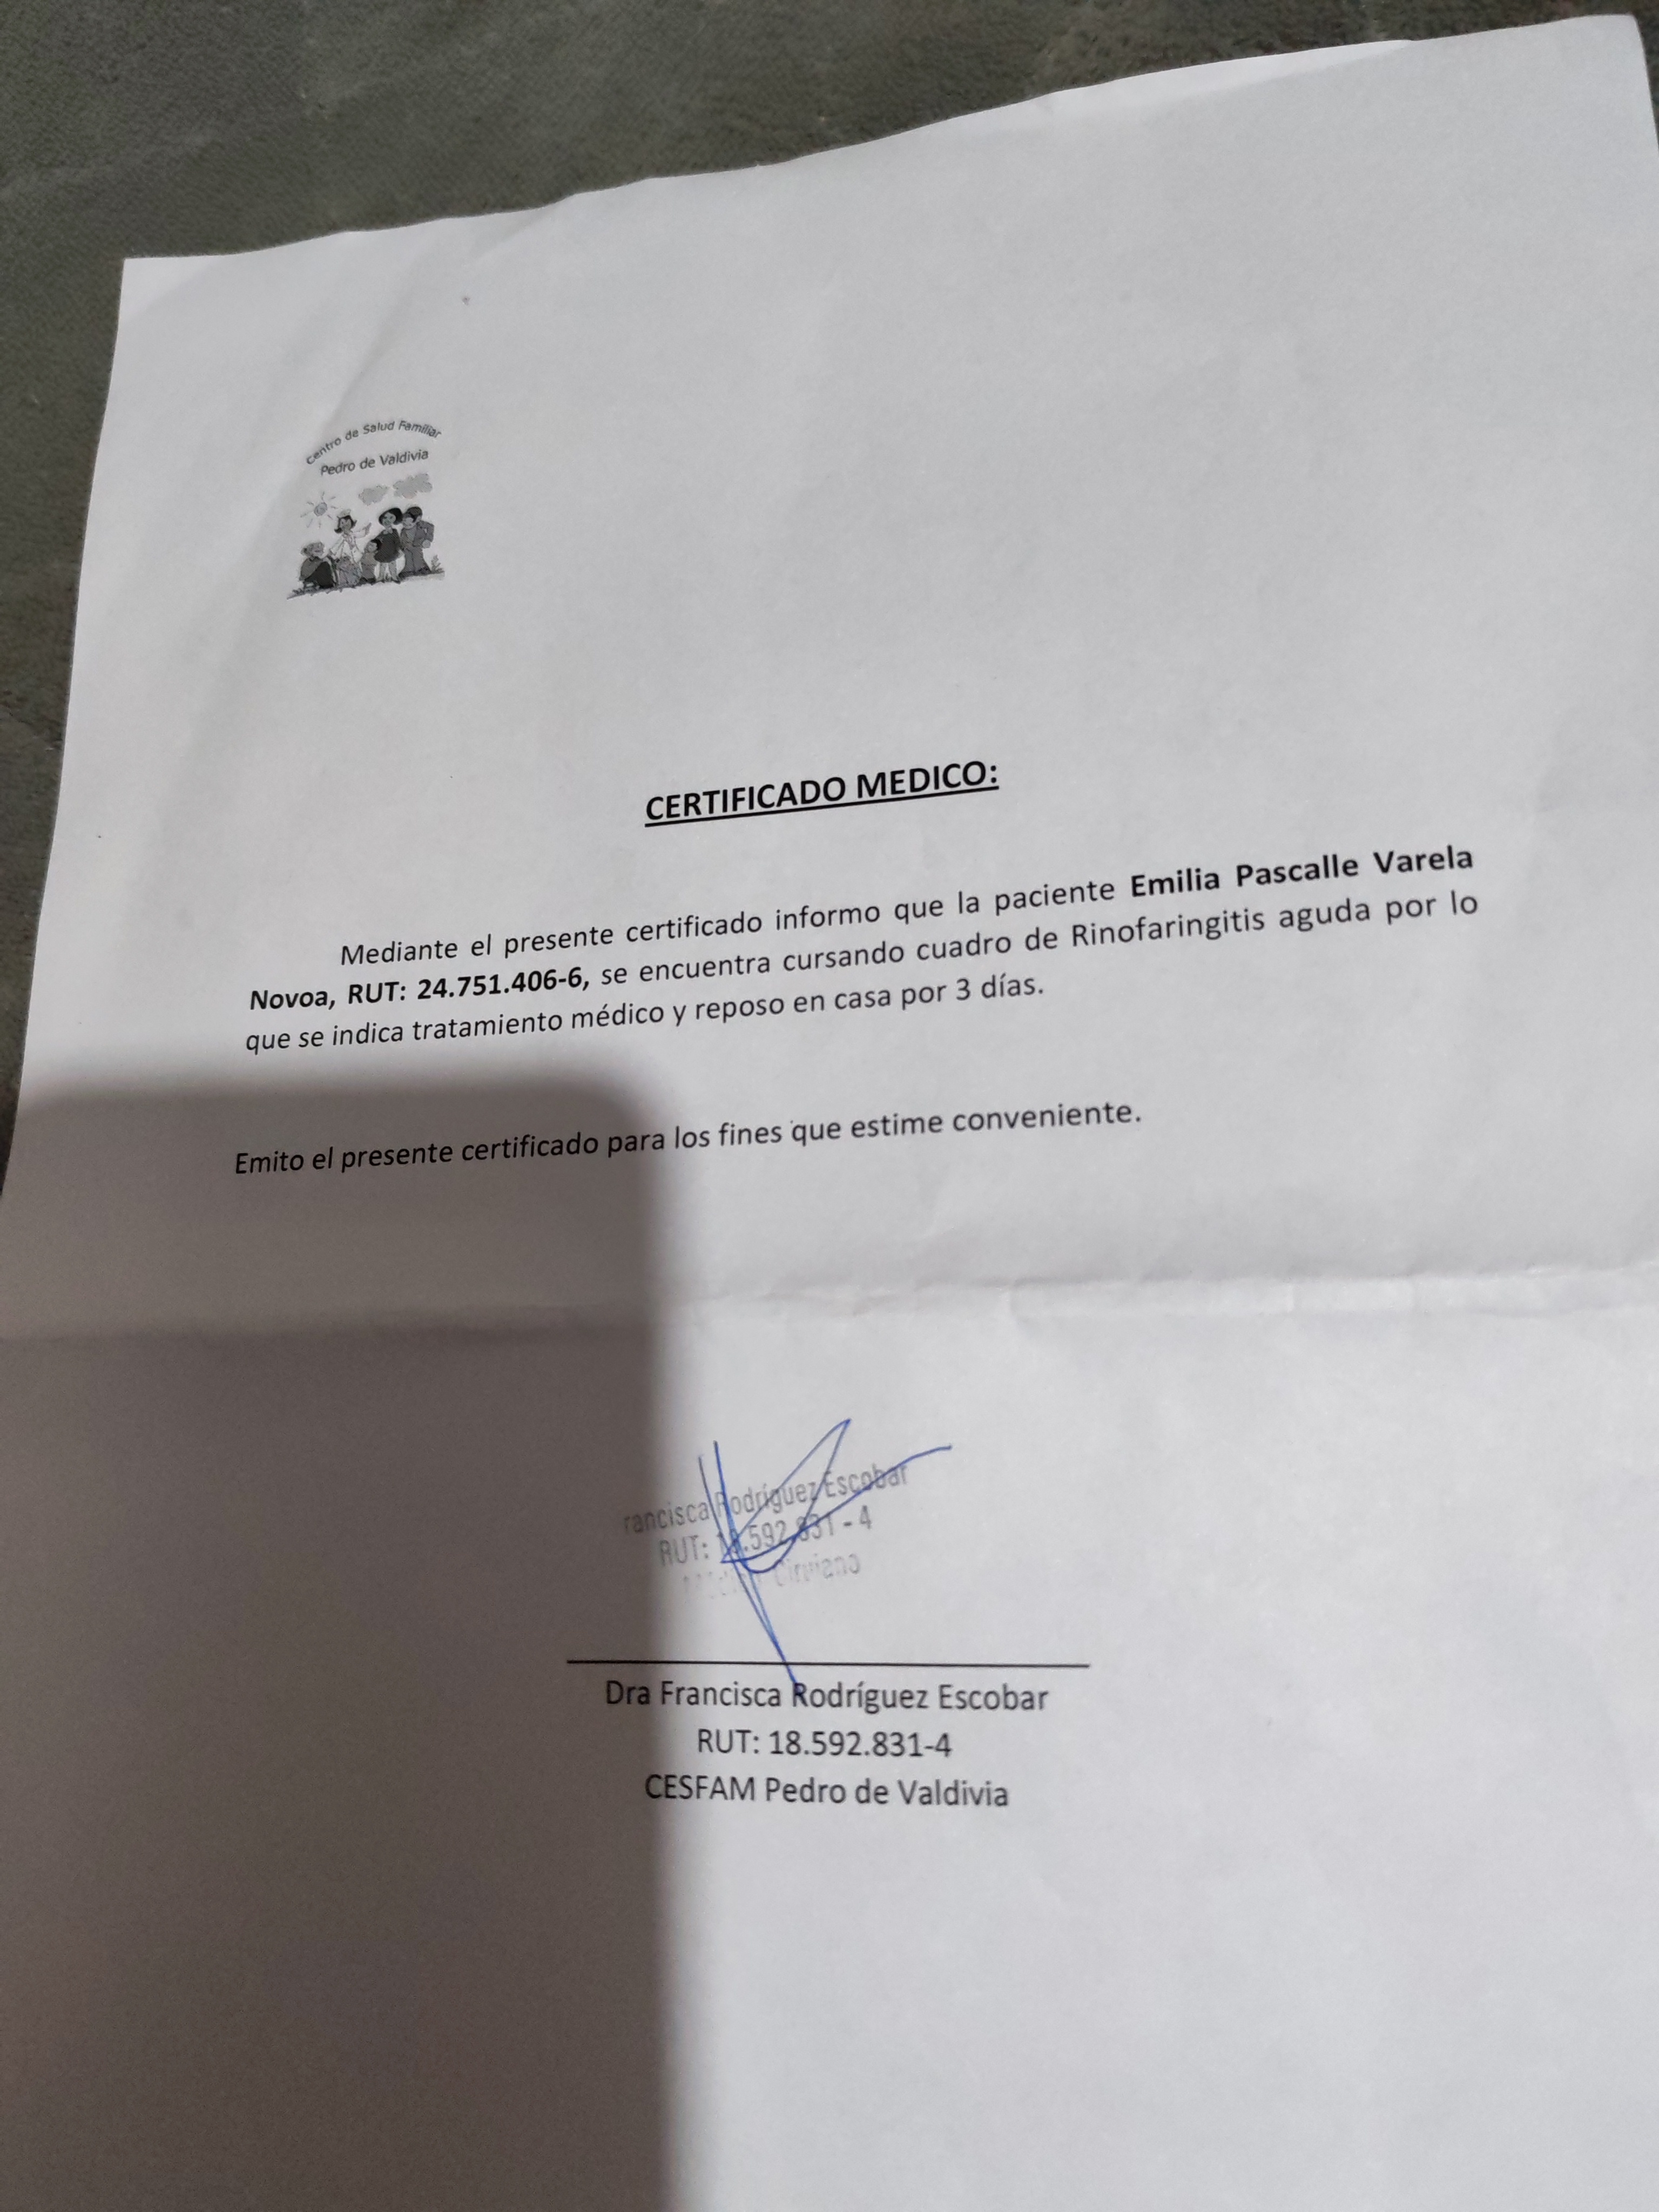 Centro de Salud Familiar
Pedro de Valdivia
CERTIFICADO MEDICO:
Mediante el presente certificado informo que la paciente Emilia Pascalle Varela
Novoa, RUT: 24.751.406-6, se encuentra cursando cuadro de Rinofaringitis aguda por lo
que se indica tratamiento médico y reposo en casa por 3 días.
Emito el presente certificado para los fines que estime conveniente.
rancisca Rodríguez Escobar
RUT: 18.592.831-4
Cirujano
Dra Francisca Rodríguez Escobar
RUT: 18.592.831-4
CESFAM Pedro de Valdivia